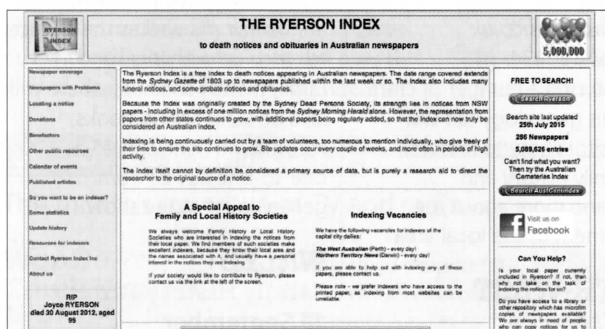 RYERSON
INDEX
THE RYERSON INDEX
to death notices and obituaries in Australian newspapers
5,000,000
Newspaper coverage
Newspapers with Problems
Locating a notice
Donations
Benefactors
Other public resources
Calendar of events
Published articles
So you want to be an indexer?
Some statistics
Update history
Resources for indexers
Contact Ryerson Index Inc
About us
RIP
Joyce RYERSON
died 30 August 2012, aged
95
The Ryerson Index is a free index to death notices appearing in Australian newspapers. The date range covered extends
from the Sydney Gazette of 1803 up to newspapers published within the last week or so. The Index also includes many
funeral notices, and some probate notices and obituaries.
Because the Index was originally created by the Sydney Dead Persons Society, its strength lies in notices from NSW
papers - including in excess of one million notices from the Sydney Morning Herald alone. However, the representation from
papers from other states continues to grow, with additional papers being regularly added, so that the Index can now truly be
considered an Australian index.
Indexing is being continuously carried out by a team of volunteers, too numerous to mention individually, who give freely of
their time to ensure the site continues to grow. Site updates occur every couple of weeks, and more often in periods of high
activity.
The index itself cannot by definition be considered a primary source of data, but is purely a research aid to direct the
researcher to the original source of a notice.
A Special Appeal to
Family and Local History Societies
We always welcome Family History or Local History
Societies who are interested in indexing the notices from
their local paper. We find members of such societies make
excellent indexers, because they know their local area and
the names associated with it, and usually have a personal
interest in the notices they are indexing.
If your society would like to contribute to Ryerson, please
contact us via the link at the left of the screen.
Indexing Vacancies
We have the following vacancies for indexers of the
capital city dailies:
The West Australian (Perth) - every day!
Northern Territory News (Darwin) - every day!
If you are able to help out with indexing any of these
papers, please contact us.
Please note - we prefer indexers who have access to the
printed paper, as indexing from most websites can be
unreliable.
FREE TO SEARCH!
Search Ryerson
Search site last updated
25th July 2015
286 Newspapers
5,089,626 entries
Can't find what you want?
Then try the Australian
Cemeteries Index
Search AustCemIndex
Visit us on
Facebook
Can You Help?
Is your local paper currently
included in Ryerson? If not, then
why not take on the task of
indexing the notices for us?
Do you have access to a library or
other repository which has microfilm
copies of newspapers available?
We are always in need of people
who can copy notices for us to